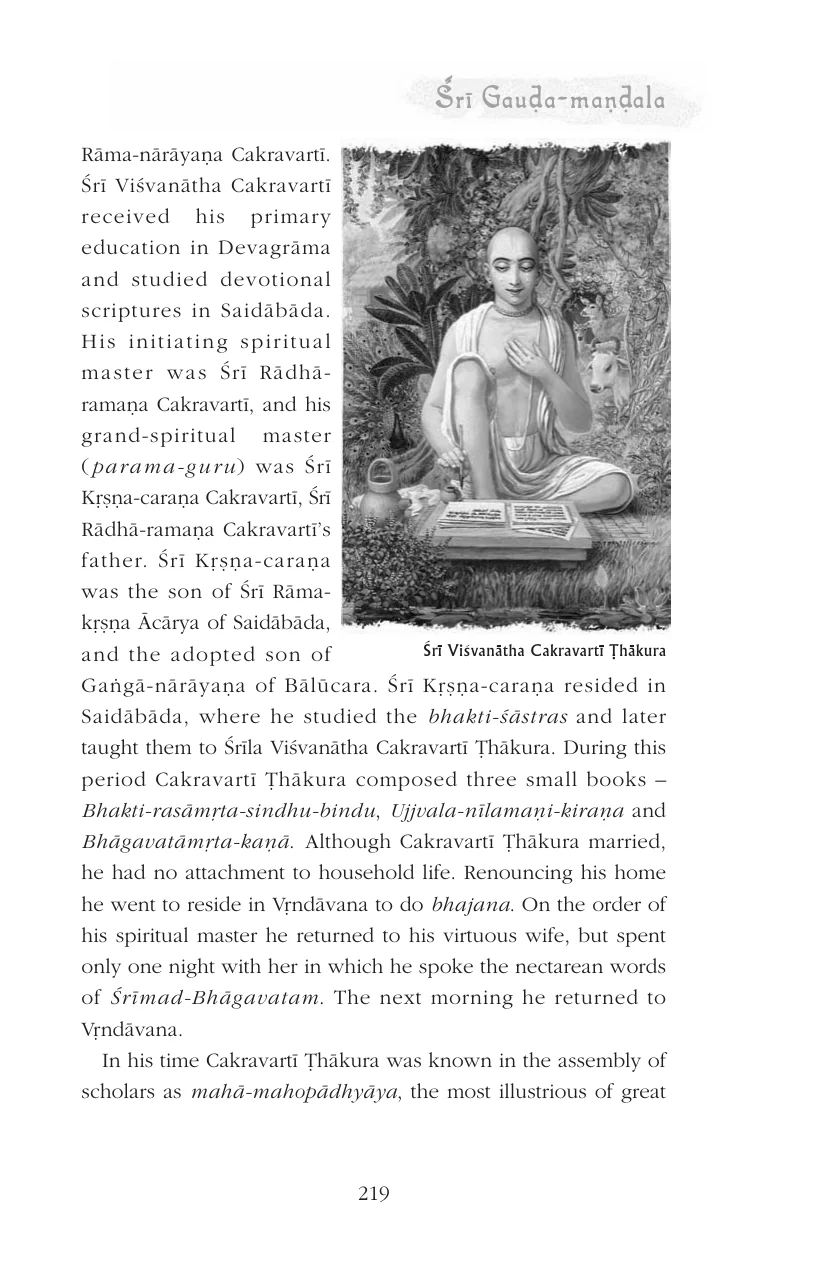 Śrī Gauḍa-maṇḍala
Rāma-nārāyaṇa Cakravartī.
Śrī Viśvanātha Cakravartī
received his primary
education in Devagrāma
and studied devotional
scriptures in Saidābāda.
His initiating spiritual
master was Śrī Rādhā-
ramaṇa Cakravartī, and his
grand-spiritual master
(parama-guru) was Śrī
Kṛṣṇa-caraṇa Cakravartī, Śrī
Rādhā-ramaṇa Cakravartī’s
father. Śrī Kṛṣṇa-caraṇa
was the son of Śrī Rāma-
kṛṣṇa Ācārya of Saidābāda,
and the adopted son of
Śrī Viśvanātha Cakravartī Ṭhākura
Gaṅgā-nārāyaṇa of Bālūcara. Śrī Kṛṣṇa-caraṇa resided in
Saidābāda, where he studied the bhakti-śāstras and later
taught them to Śrīla Viśvanātha Cakravartī Ṭhākura. During this
period Cakravartī Ṭhākura composed three small books –
Bhakti-rasāmṛta-sindhu-bindu, Ujjvala-nīlamaṇi-kiraṇa and
Bhāgavatāmṛta-kaṇā. Although Cakravartī Ṭhākura married,
he had no attachment to household life. Renouncing his home
he went to reside in Vṛndāvana to do bhajana. On the order of
his spiritual master he returned to his virtuous wife, but spent
only one night with her in which he spoke the nectarean words
of Śrīmad-Bhāgavatam. The next morning he returned to
Vṛndāvana.
In his time Cakravartī Ṭhākura was known in the assembly of
scholars as mahā-mahopādhyāya, the most illustrious of great
219